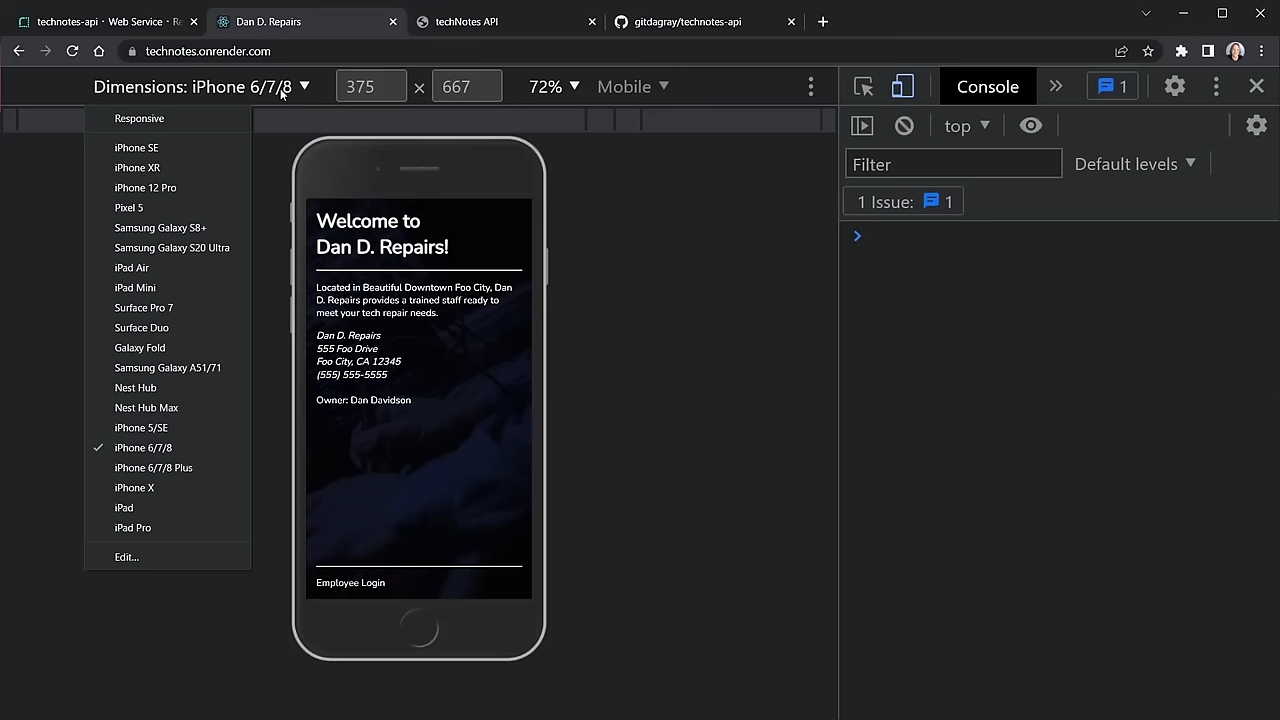 technotes-api · Web Service · Re
Dan D. Repairs
techNotes API
gitdagray/technotes-api
technotes.onrender.com
Dimensions: iPhone 6/7/8
375 × 667
72%
Mobile
Console
1
top
Filter
Default levels
1 Issue: 1
Responsive
iPhone SE
iPhone XR
iPhone 12 Pro
Pixel 5
Samsung Galaxy S8+
Samsung Galaxy S20 Ultra
iPad Air
iPad Mini
Surface Pro 7
Surface Duo
Galaxy Fold
Samsung Galaxy A51/71
Nest Hub
Nest Hub Max
iPhone 5/SE
iPhone 6/7/8
iPhone 6/7/8 Plus
iPhone X
iPad
iPad Pro
Edit...
Welcome to
Dan D. Repairs!
Located in Beautiful Downtown Foo City, Dan
D. Repairs provides a trained staff ready to
meet your tech repair needs.
Dan D. Repairs
555 Foo Drive
Foo City, CA 12345
(555) 555-5555
Owner: Dan Davidson
Employee Login